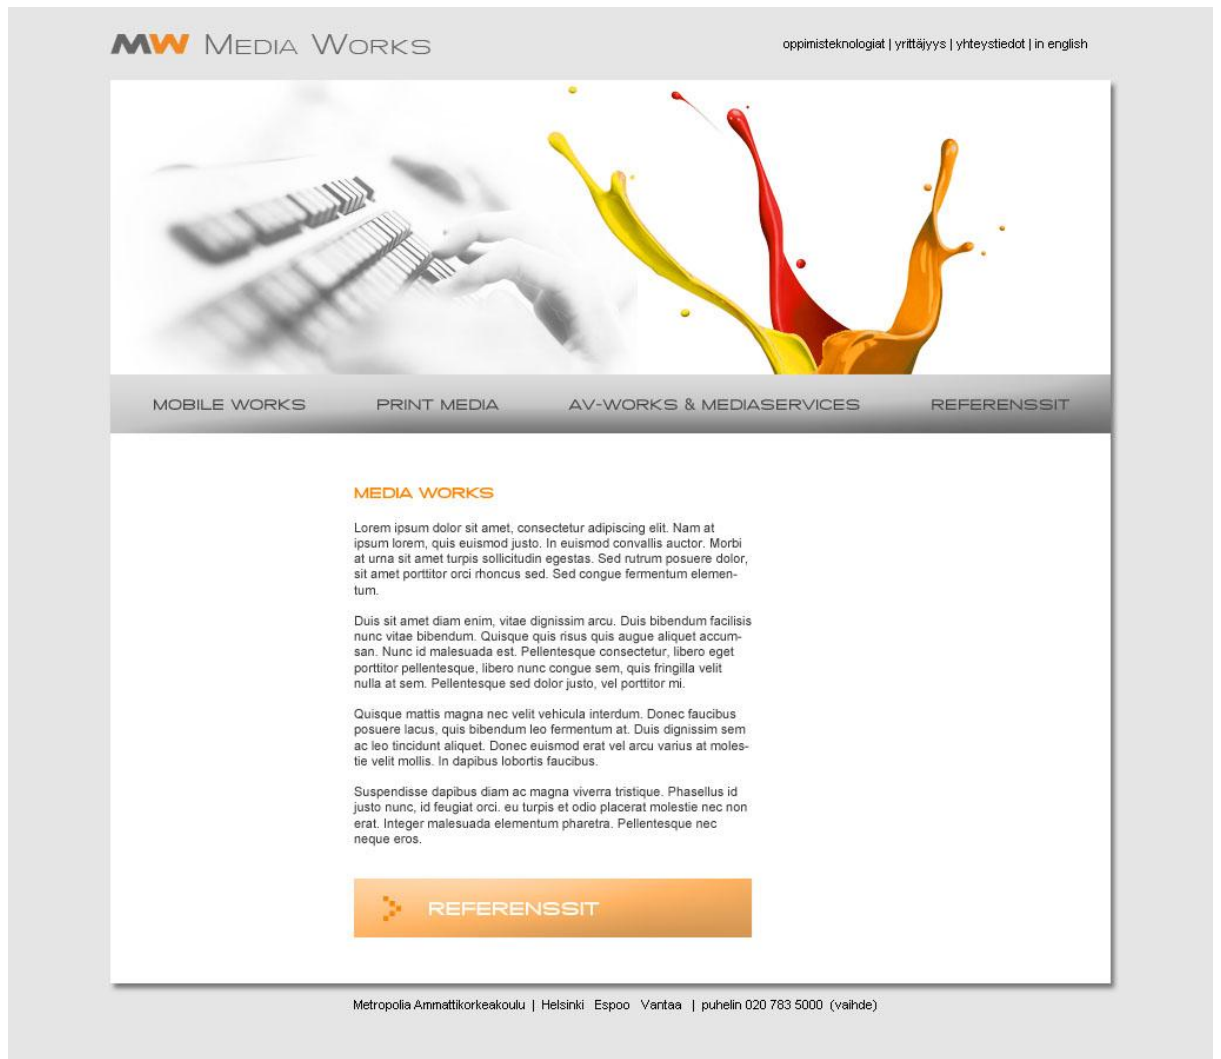 MW MEDIA WORKS
oppimisteknologiat | yrittäjyys | yhteystiedot | in english
MOBILE WORKS PRINT MEDIA AV-WORKS & MEDIASERVICES REFERENSSIT
MEDIA WORKS
Lorem ipsum dolor sit amet, consectetur adipiscing elit. Nam at
ipsum lorem, quis euismod justo. In euismod convallis auctor. Morbi
at urna sit amet turpis sollicitudin egestas. Sed rutrum posuere dolor,
sit amet porttitor orci rhoncus sed. Sed congue fermentum elemen-
tum.
Duis sit amet diam enim, vitae dignissim arcu. Duis bibendum facilisis
nunc vitae bibendum. Quisque quis risus quis augue aliquet accum-
san. Nunc id malesuada est. Pellentesque consectetur, libero eget
porttitor pellentesque, libero nunc congue sem, quis fringilla velit
nulla at sem. Pellentesque sed dolor justo, vel porttitor mi.
Quisque mattis magna nec velit vehicula interdum. Donec faucibus
posuere lacus, quis bibendum leo fermentum at. Duis dignissim sem
ac leo tincidunt aliquet. Donec euismod erat vel arcu varius at moles-
tie velit mollis. In dapibus lobortis faucibus.
Suspendisse dapibus diam ac magna viverra tristique. Phasellus id
justo nunc, id feugiat orci. eu turpis et odio placerat molestie nec non
erat. Integer malesuada elementum pharetra. Pellentesque nec
neque eros.
REFERENSSIT
Metropolia Ammattikorkeakoulu | Helsinki Espoo Vantaa | puhelin 020 783 5000 (vaihde)